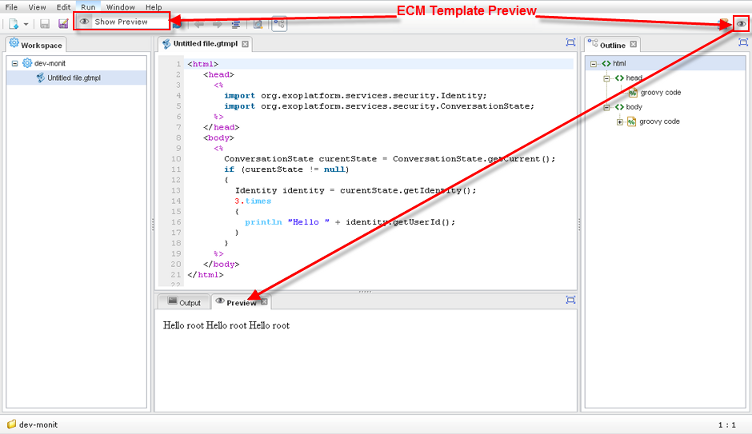 File View Edit Run Window Help
ECM Template Preview
Show Preview
Workspace
dev-monit
Untitled file.gtmpl
Untitled file.gtmpl
1 <html>
2 <head>
3 <%
4 import org.exoplatform.services.security.Identity;
5 import org.exoplatform.services.security.ConversationState;
6 %>
7 </head>
8 <body>
9 <%
10 ConversationState curentState = ConversationState.getCurrent();
11 if (curentState != null)
12 {
13 Identity identity = curentState.getIdentity();
14 3.times
15 {
16 println "Hello " + identity.getUserId();
17 }
18 }
19 %>
20 </body>
21 </html>
Outline
html
head
groovy code
body
groovy code
Output Preview
Hello root Hello root Hello root
dev-monit
1 : 1